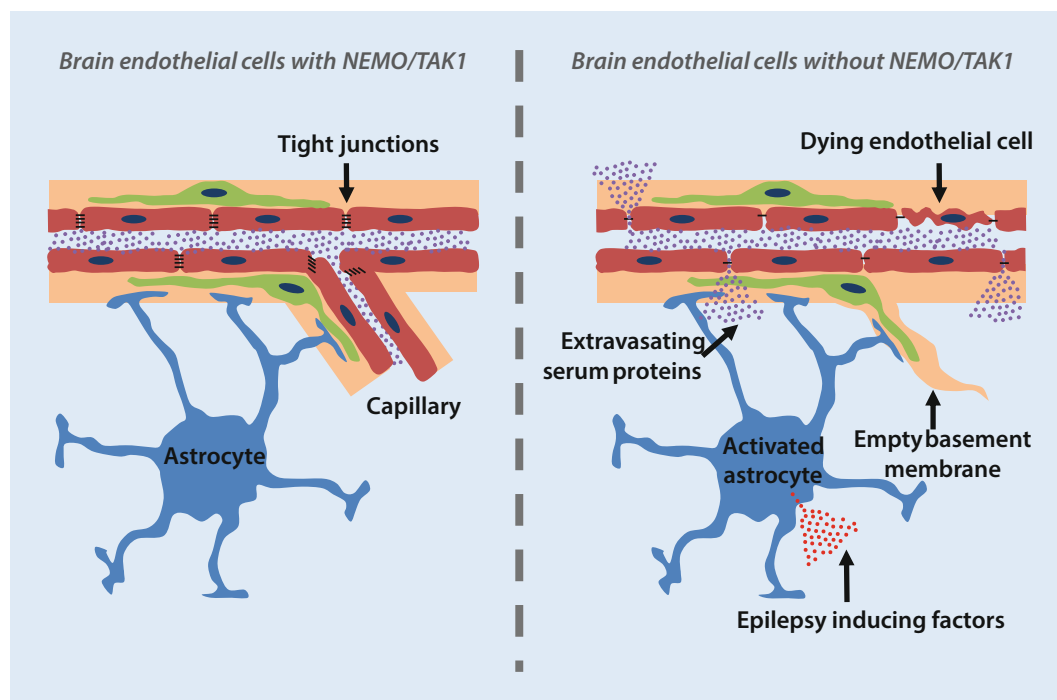 Brain endothelial cells with NEMO/TAK1
Tight junctions
Capillary
Astrocyte
Brain endothelial cells without NEMO/TAK1
Dying endothelial cell
Extravasating
serum proteins
Empty basement
membrane
Activated
astrocyte
Epilepsy inducing factors